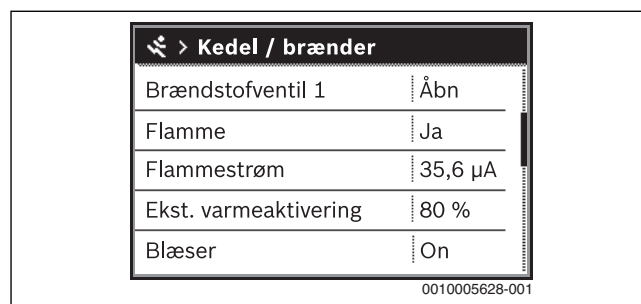 > Kedel / brænder
Brændstofventil 1 Åbn
Flamme Ja
Flammestrøm 35,6 µA
Ekst. varmeaktivering 80 %
Blæser On
0010005628-001